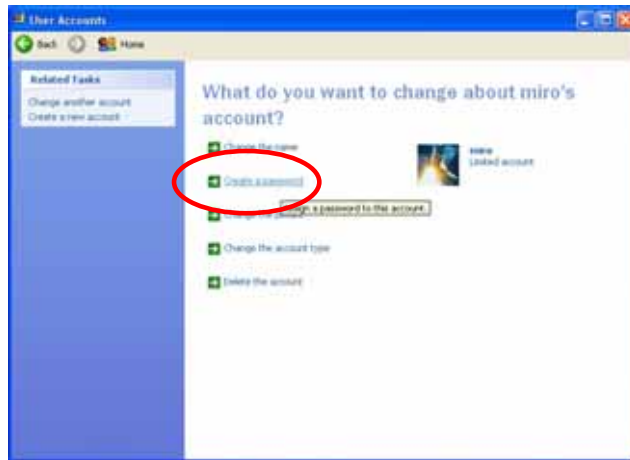 User Accounts
Back Home
Related Tasks
Change another account
Create a new account
What do you want to change about miro's
account?
Change the name
miro
Limited account
Create a password
Change the
a password to this account.
Change the account type
Delete the account